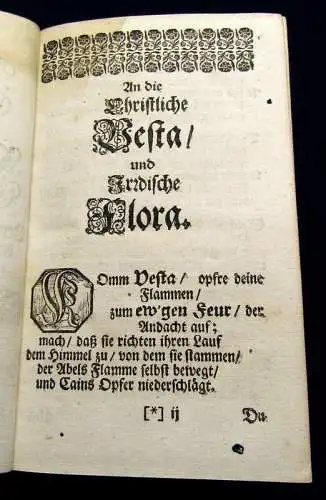 An die
Christliche
Vesta/
und
Irrdische
Flora.
KOmm Vesta/ opfre deine
Flammen/
zum ew'gen Feur/ der
Andacht auf;
mach/ daß sie richten ihren Lauf
dem Himmel zu/ von dem sie stammen/
der Abels Flamme selbst bewegt/
und Cains Opfer niederschlägt.
[*] ij
Du